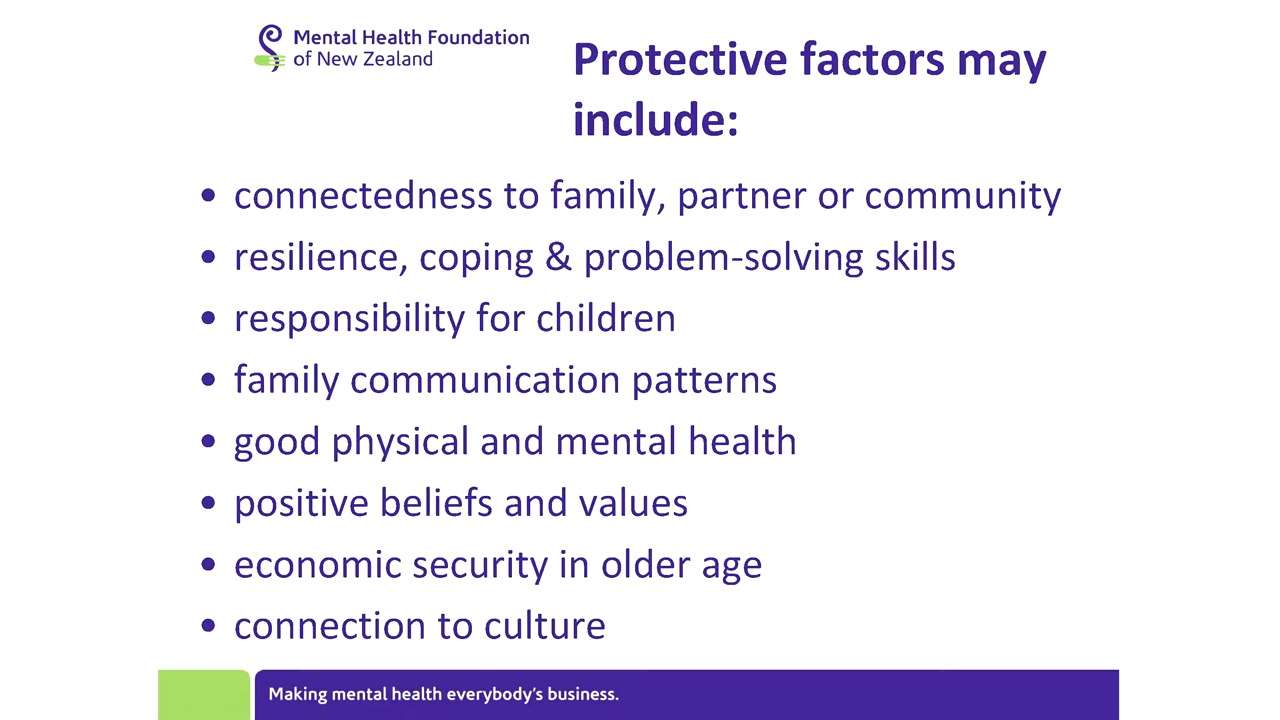 Mental Health Foundation
of New Zealand
Protective factors may
include:
• connectedness to family, partner or community
• resilience, coping & problem-solving skills
• responsibility for children
• family communication patterns
• good physical and mental health
• positive beliefs and values
• economic security in older age
• connection to culture
Making mental health everybody's business.